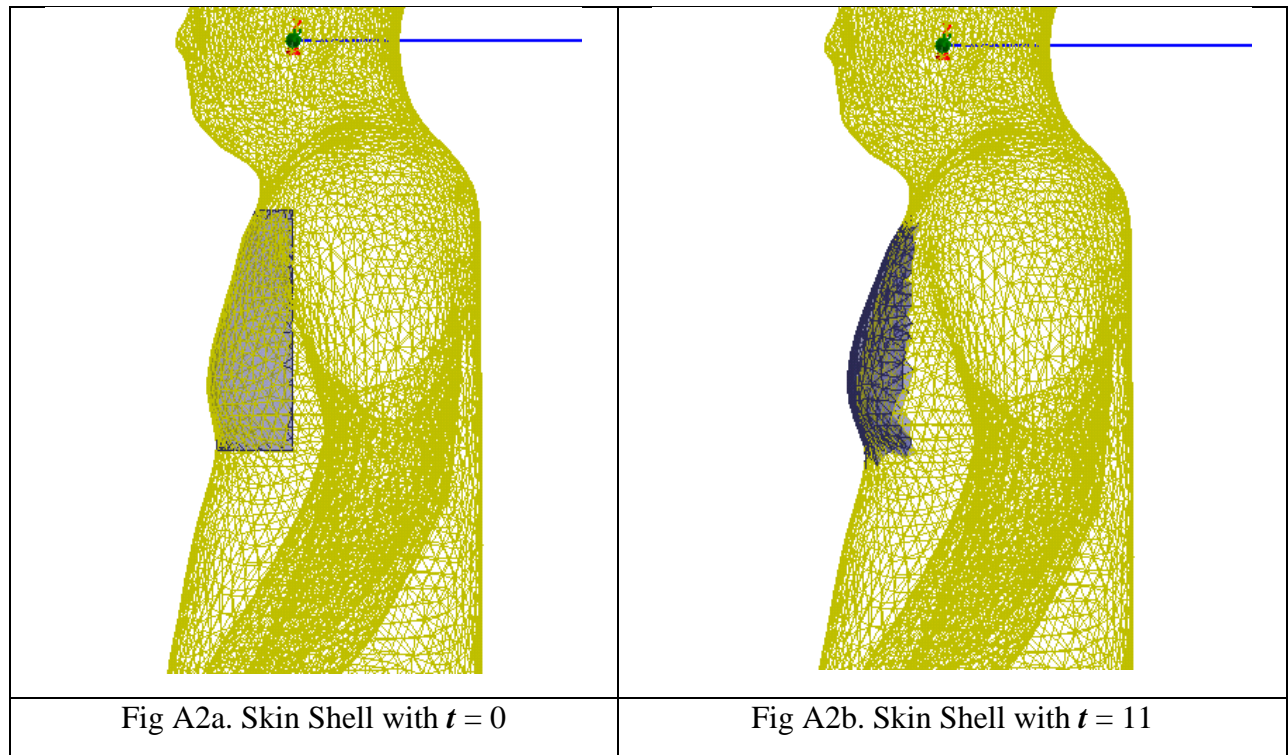 Fig A2a. Skin Shell with t = 0
Fig A2b. Skin Shell with t = 11